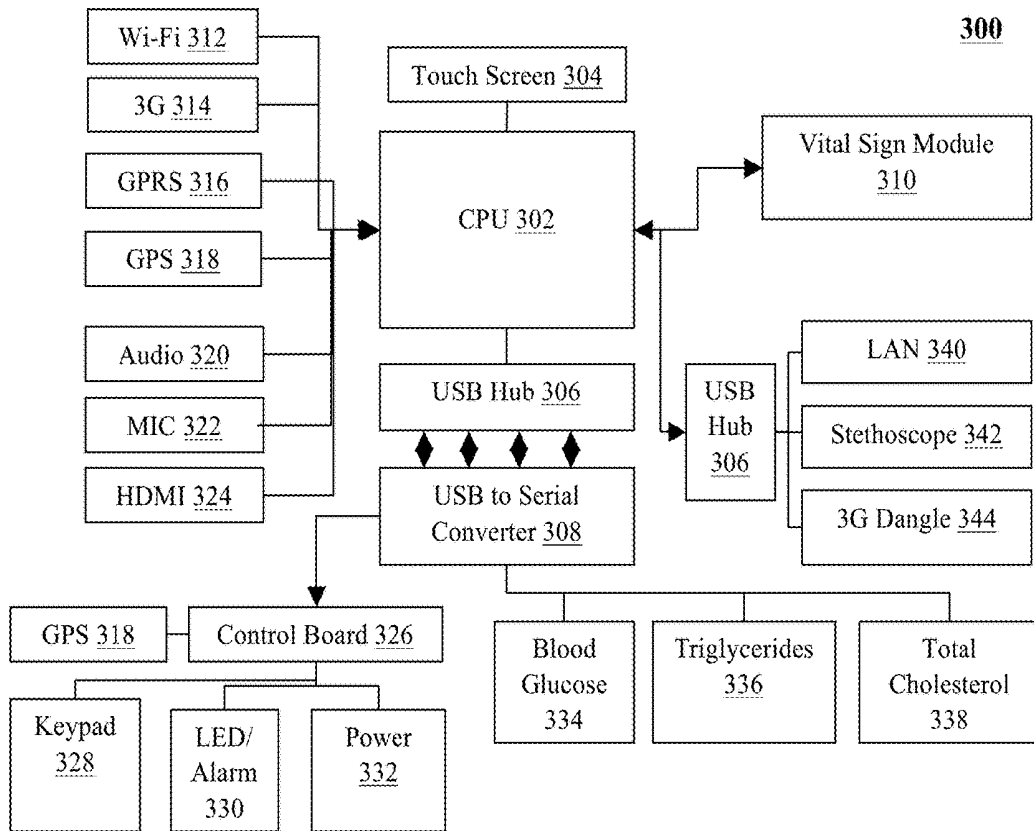 300
Wi-Fi 312
3G 314
GPRS 316
GPS 318
Audio 320
MIC 322
HDMI 324
Touch Screen 304
CPU 302
USB Hub 306
USB to Serial
Converter 308
Vital Sign Module
310
USB
Hub
306
LAN 340
Stethoscope 342
3G Dangle 344
GPS 318
Control Board 326
Keypad
328
LED/
Alarm
330
Power
332
Blood
Glucose
334
Triglycerides
336
Total
Cholesterol
338